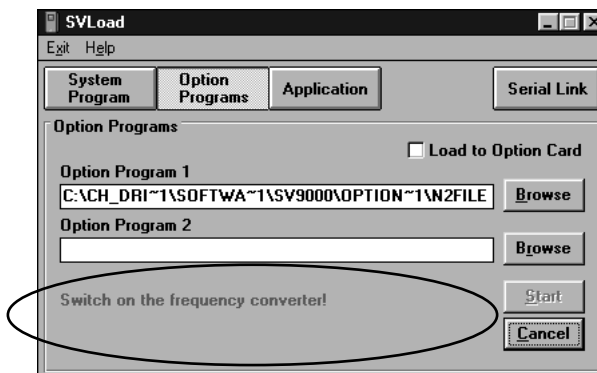 SVLoad
Exit Help
System Program
Option Programs
Application
Serial Link
Option Programs
Load to Option Card
Option Program 1
C:\CH_DRI~1\SOFTWA~1\SV9000\OPTION~1\N2FILE
Browse
Option Program 2
Browse
Switch on the frequency converter!
Start
Cancel